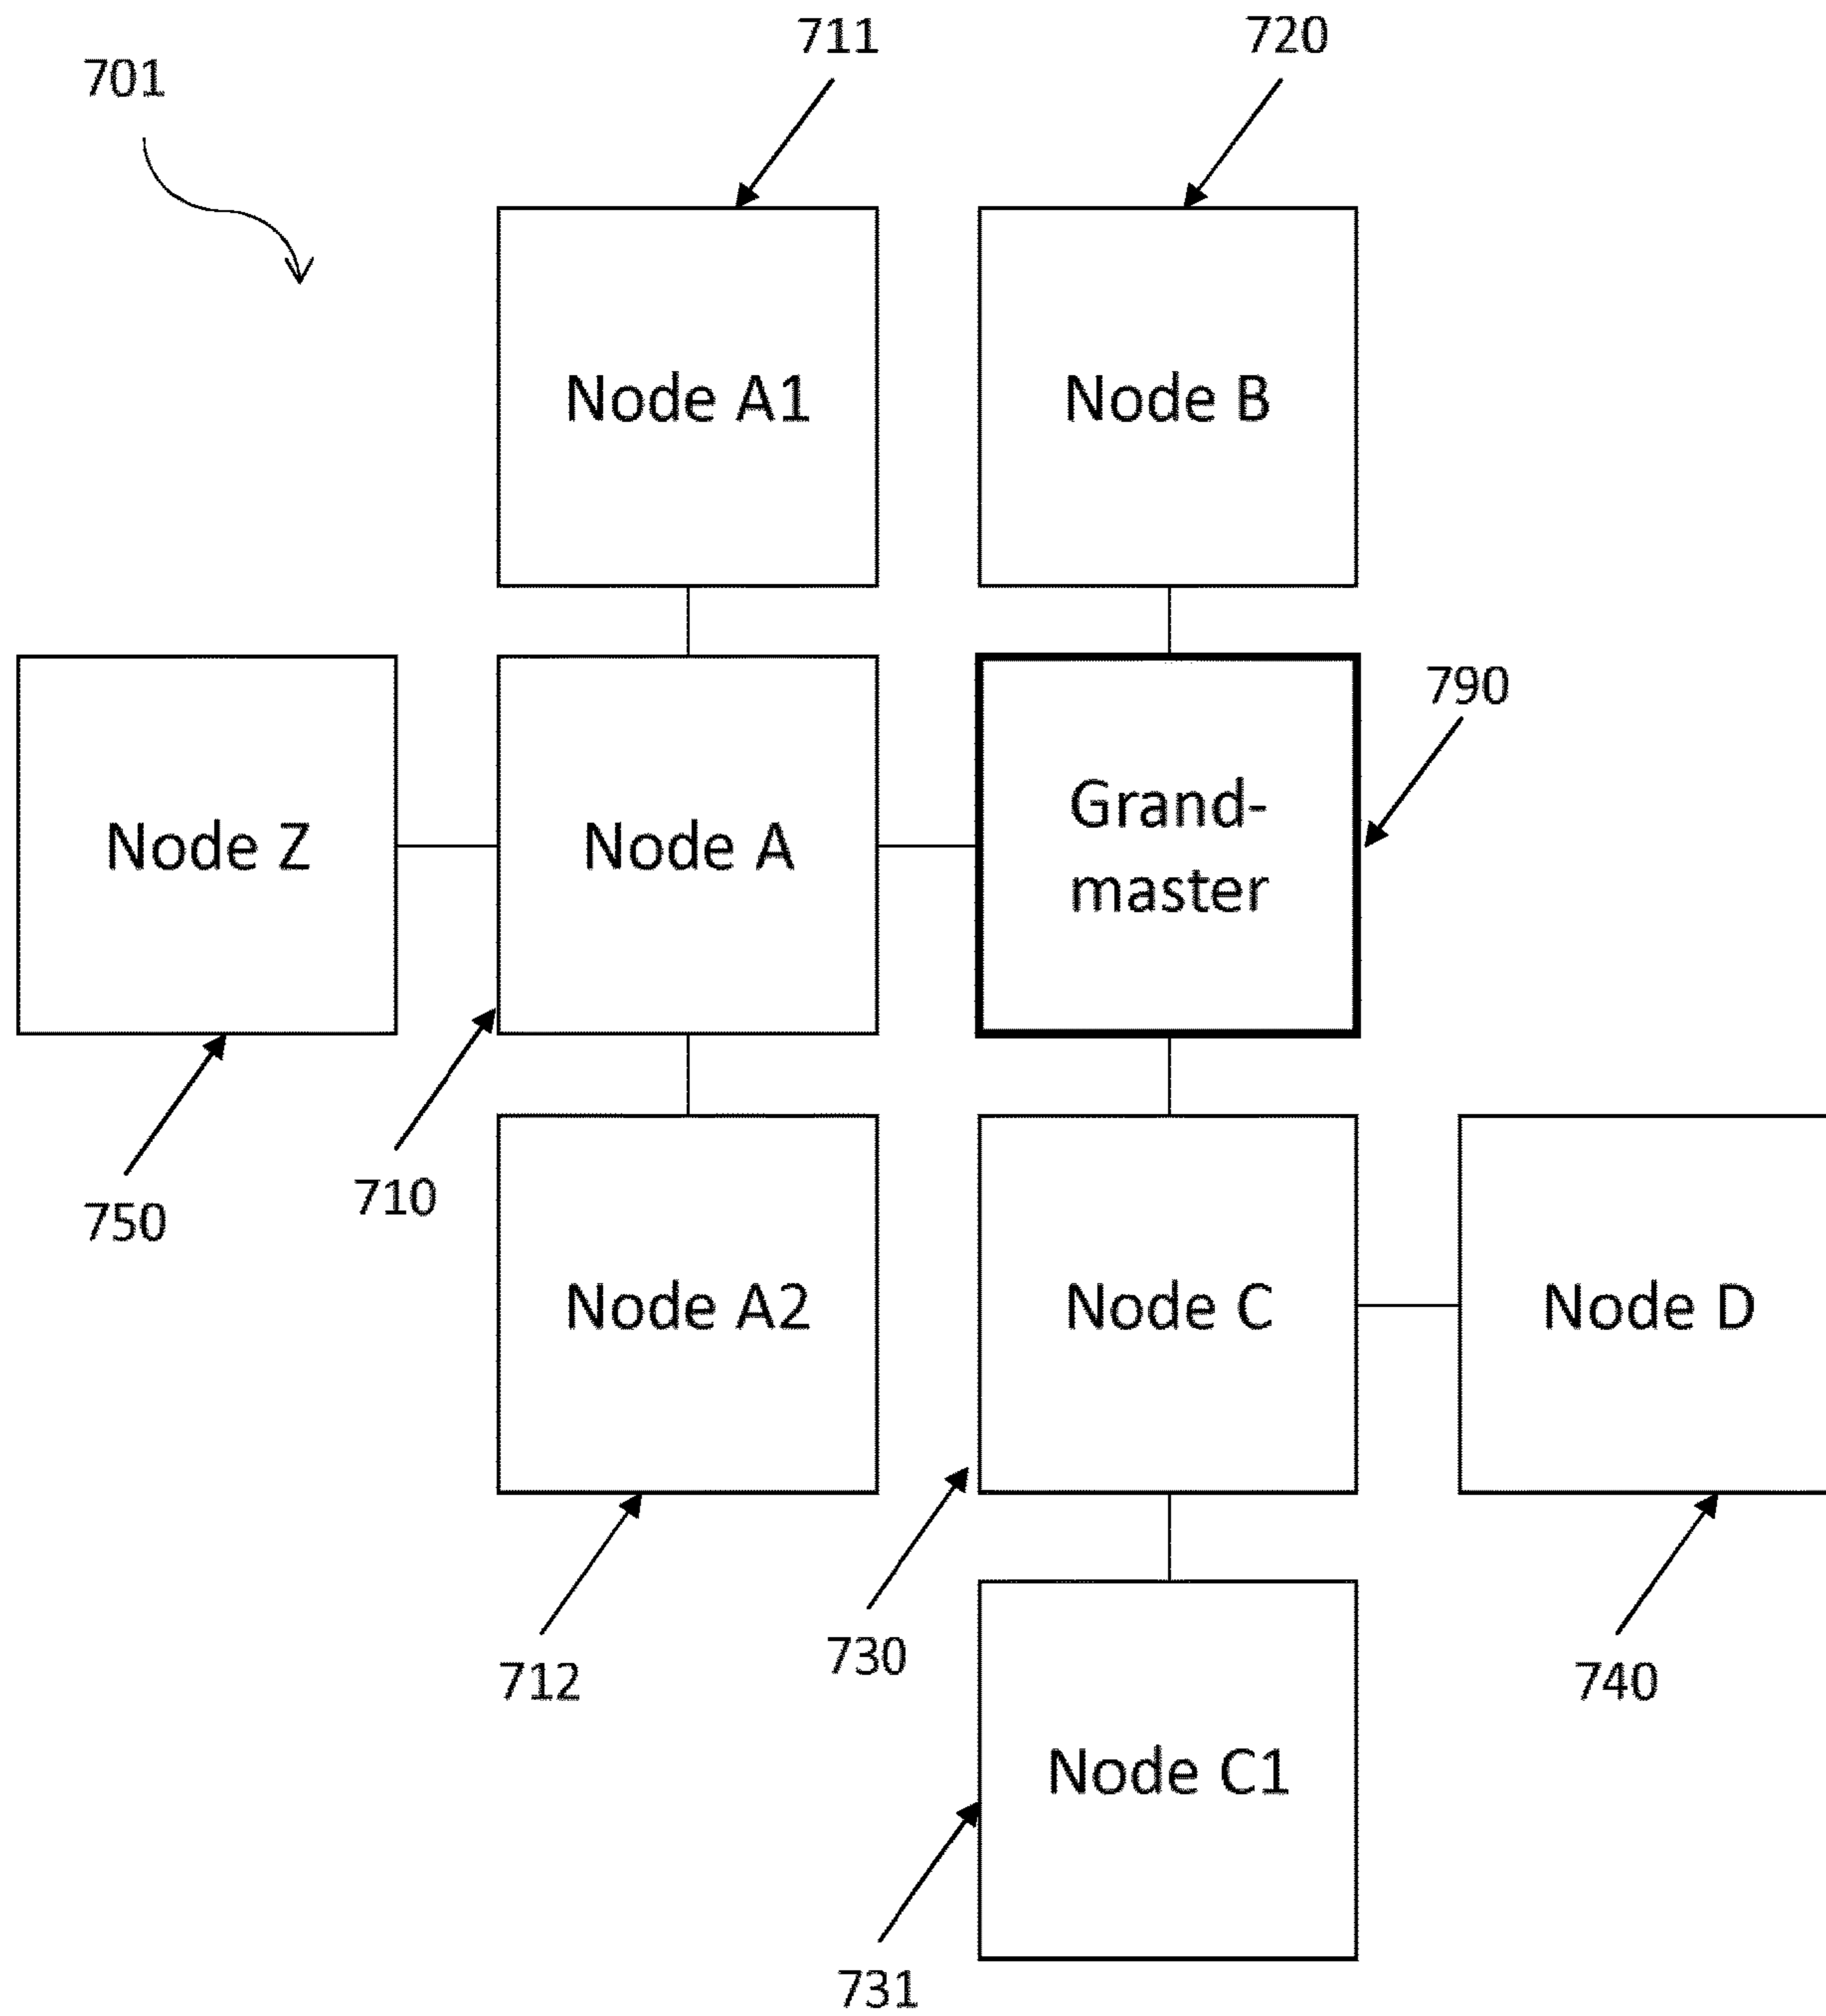 711
720
701
Node A1
Node B
790
Node Z
Node A
Grand-
master
750
710
Node A2
Node C
Node D
712
730
740
Node C1
731